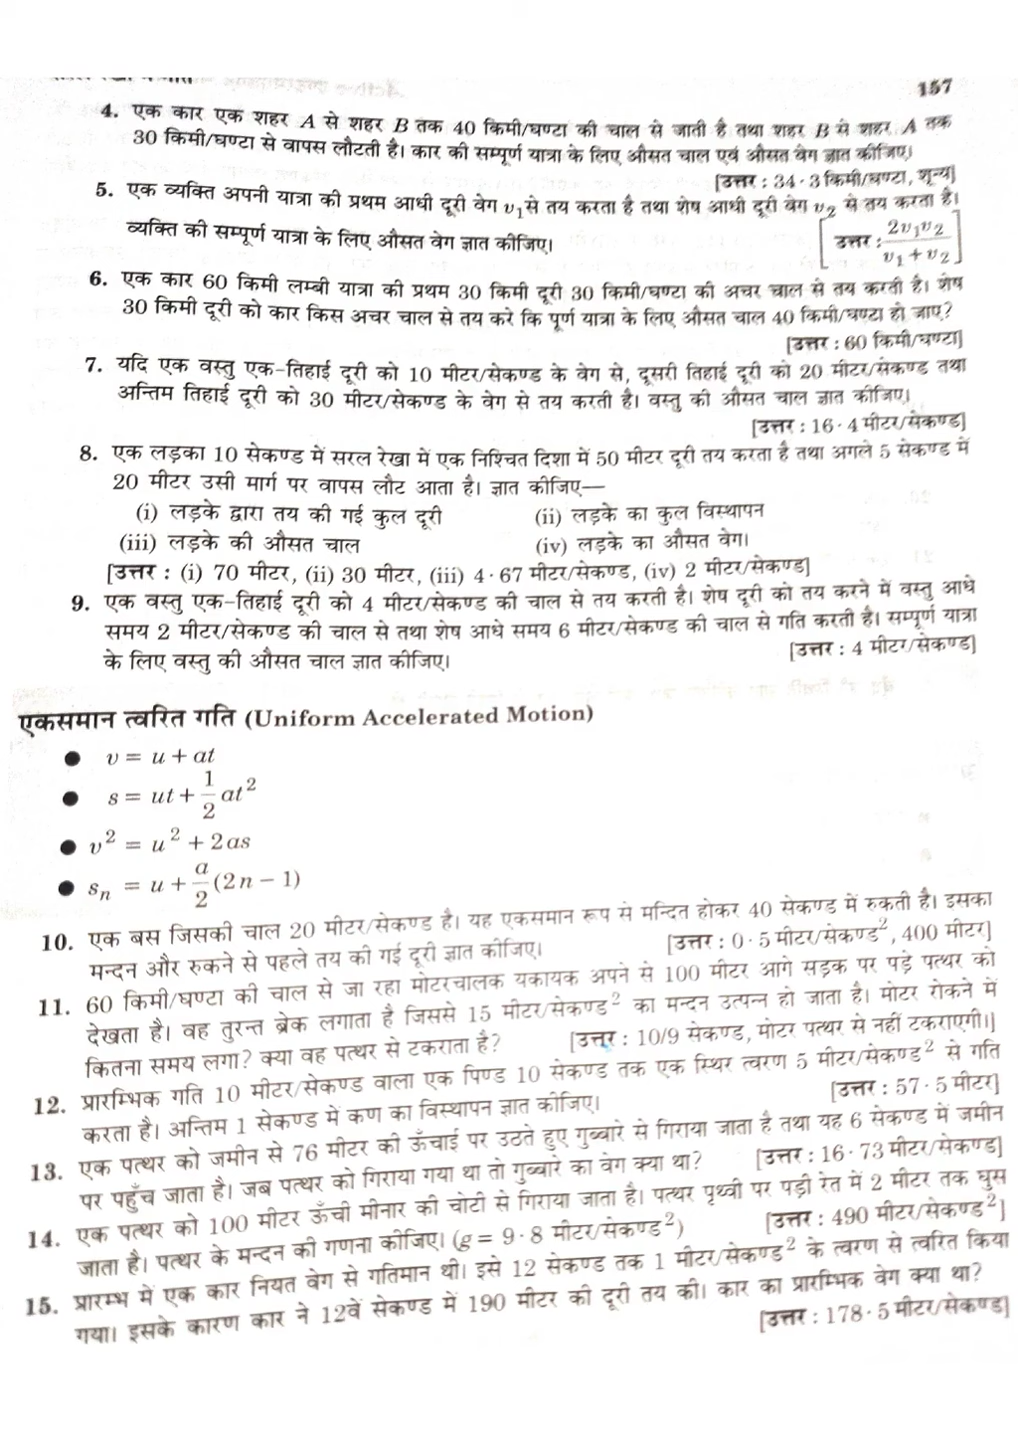 157
4. एक कार एक शहर A से शहर B तक 40 किमी/घण्टा की चाल से जाती है तथा शहर B से शहर A तक
30 किमी/घण्टा से वापस लौटती है। कार की सम्पूर्ण यात्रा के लिए औसत चाल एवं औसत वेग ज्ञात कीजिए।
[उत्तर : 34·3 किमी/घण्टा, शून्य]
5. एक व्यक्ति अपनी यात्रा की प्रथम आधी दूरी वेग v₁ से तय करता है तथा शेष आधी दूरी वेग v₂ से तय करता है।
व्यक्ति की सम्पूर्ण यात्रा के लिए औसत वेग ज्ञात कीजिए। [उत्तर : 2v₁v₂/(v₁ + v₂)]
6. एक कार 60 किमी लम्बी यात्रा की प्रथम 30 किमी दूरी 30 किमी/घण्टा की अचर चाल से तय करती है। शेष
30 किमी दूरी को कार किस अचर चाल से तय करे कि पूर्ण यात्रा के लिए औसत चाल 40 किमी/घण्टा हो जाए?
[उत्तर : 60 किमी/घण्टा]
7. यदि एक वस्तु एक-तिहाई दूरी को 10 मीटर/सेकण्ड के वेग से, दूसरी तिहाई दूरी को 20 मीटर/सेकण्ड तथा
अन्तिम तिहाई दूरी को 30 मीटर/सेकण्ड के वेग से तय करती है। वस्तु की औसत चाल ज्ञात कीजिए।
[उत्तर : 16·4 मीटर/सेकण्ड]
8. एक लड़का 10 सेकण्ड में सरल रेखा में एक निश्चित दिशा में 50 मीटर दूरी तय करता है तथा अगले 5 सेकण्ड में
20 मीटर उसी मार्ग पर वापस लौट आता है। ज्ञात कीजिए—
(i) लड़के द्वारा तय की गई कुल दूरी (ii) लड़के का कुल विस्थापन
(iii) लड़के की औसत चाल (iv) लड़के का औसत वेग।
[उत्तर : (i) 70 मीटर, (ii) 30 मीटर, (iii) 4·67 मीटर/सेकण्ड, (iv) 2 मीटर/सेकण्ड]
9. एक वस्तु एक-तिहाई दूरी को 4 मीटर/सेकण्ड की चाल से तय करती है। शेष दूरी को तय करने में वस्तु आधे
समय 2 मीटर/सेकण्ड की चाल से तथा शेष आधे समय 6 मीटर/सेकण्ड की चाल से गति करती है। सम्पूर्ण यात्रा
के लिए वस्तु की औसत चाल ज्ञात कीजिए। [उत्तर : 4 मीटर/सेकण्ड]
एकसमान त्वरित गति (Uniform Accelerated Motion)
● v = u + at
● s = ut + 1/2 at²
● v² = u² + 2as
● sₙ = u + a/2 (2n − 1)
10. एक बस जिसकी चाल 20 मीटर/सेकण्ड है। यह एकसमान रूप से मन्दित होकर 40 सेकण्ड में रुकती है। इसका
मन्दन और रुकने से पहले तय की गई दूरी ज्ञात कीजिए। [उत्तर : 0·5 मीटर/सेकण्ड², 400 मीटर]
11. 60 किमी/घण्टा की चाल से जा रहा मोटरचालक यकायक अपने से 100 मीटर आगे सड़क पर पड़े पत्थर को
देखता है। वह तुरन्त ब्रेक लगाता है जिससे 15 मीटर/सेकण्ड² का मन्दन उत्पन्न हो जाता है। मोटर रोकने में
कितना समय लगा? क्या वह पत्थर से टकराता है? [उत्तर : 10/9 सेकण्ड, मोटर पत्थर से नहीं टकराएगी।]
12. प्रारम्भिक गति 10 मीटर/सेकण्ड वाला एक पिण्ड 10 सेकण्ड तक एक स्थिर त्वरण 5 मीटर/सेकण्ड² से गति
करता है। अन्तिम 1 सेकण्ड में कण का विस्थापन ज्ञात कीजिए। [उत्तर : 57·5 मीटर]
13. एक पत्थर को जमीन से 76 मीटर की ऊँचाई पर उठते हुए गुब्बारे से गिराया जाता है तथा यह 6 सेकण्ड में जमीन
पर पहुँच जाता है। जब पत्थर को गिराया गया था तो गुब्बारे का वेग क्या था? [उत्तर : 16·73 मीटर/सेकण्ड]
14. एक पत्थर को 100 मीटर ऊँची मीनार की चोटी से गिराया जाता है। पत्थर पृथ्वी पर पड़ी रेत में 2 मीटर तक घुस
जाता है। पत्थर के मन्दन की गणना कीजिए। (g = 9·8 मीटर/सेकण्ड²) [उत्तर : 490 मीटर/सेकण्ड²]
15. प्रारम्भ में एक कार नियत वेग से गतिमान थी। इसे 12 सेकण्ड तक 1 मीटर/सेकण्ड² के त्वरण से त्वरित किया
गया। इसके कारण कार ने 12वें सेकण्ड में 190 मीटर की दूरी तय की। कार का प्रारम्भिक वेग क्या था?
[उत्तर : 178·5 मीटर/सेकण्ड]